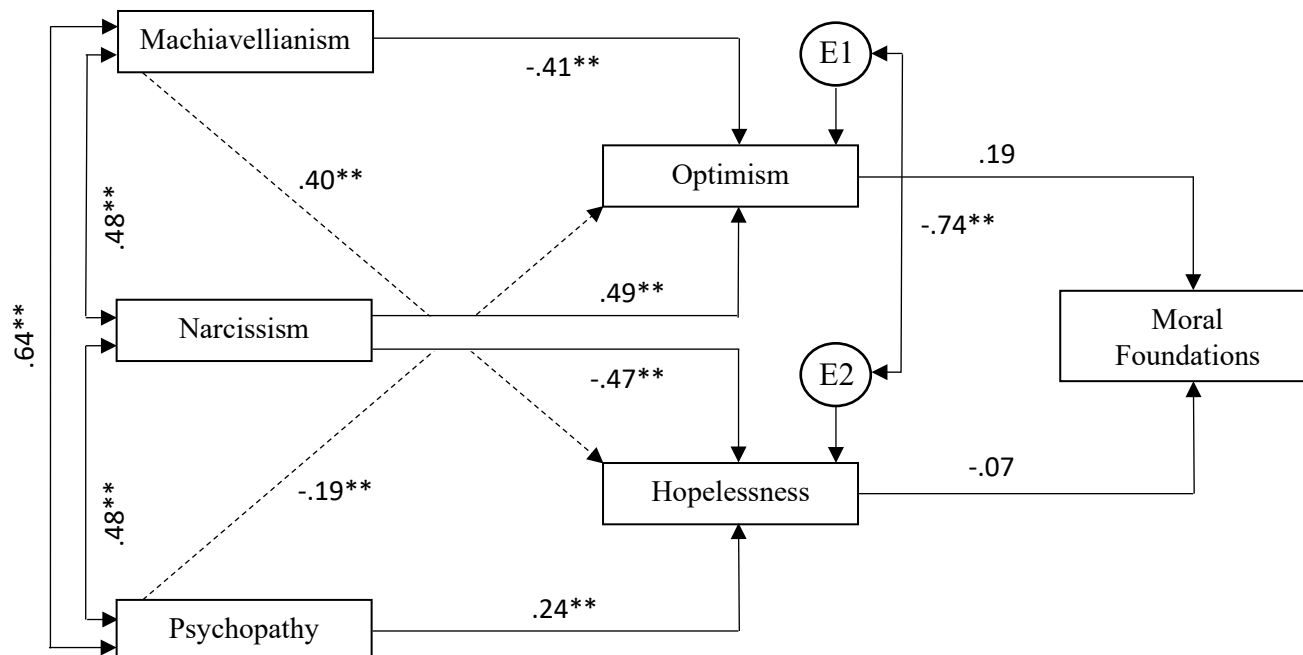 Machiavellianism
-.41**
E1
Optimism
.19
.40**
.48**
-.74**
Narcissism
.49**
Moral
Foundations
.64**
-.47**
E2
Hopelessness
-.07
-.19**
.48**
Psychopathy
.24**